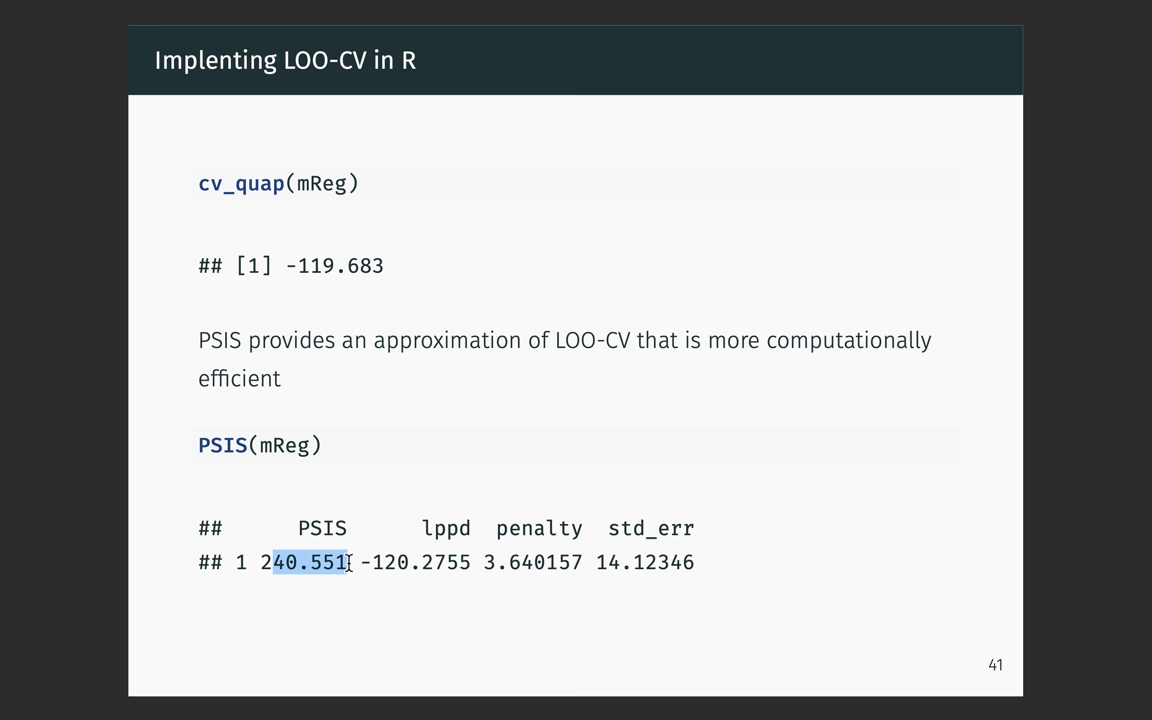 Implenting LOO-CV in R
cv_quap(mReg)
## [1] -119.683
PSIS provides an approximation of LOO-CV that is more computationally
efficient
PSIS(mReg)
## PSIS lppd penalty std_err
## 1 240.551 -120.2755 3.640157 14.12346
41